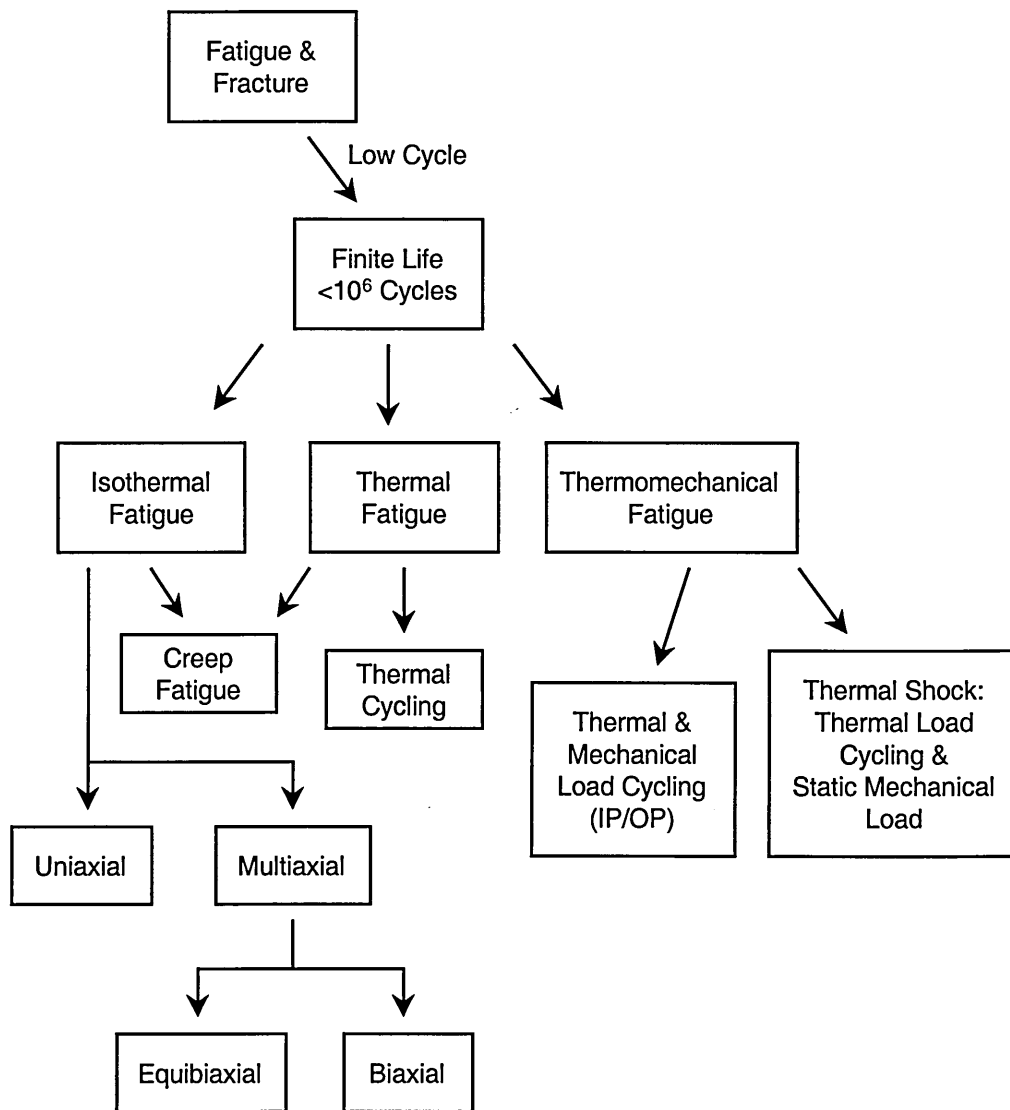 Fatigue &
Fracture
Low Cycle
Finite Life
<10⁶ Cycles
Isothermal
Fatigue
Thermal
Fatigue
Thermomechanical
Fatigue
Creep
Fatigue
Thermal
Cycling
Thermal &
Mechanical
Load Cycling
(IP/OP)
Thermal Shock:
Thermal Load
Cycling &
Static Mechanical
Load
Uniaxial
Multiaxial
Equibiaxial
Biaxial